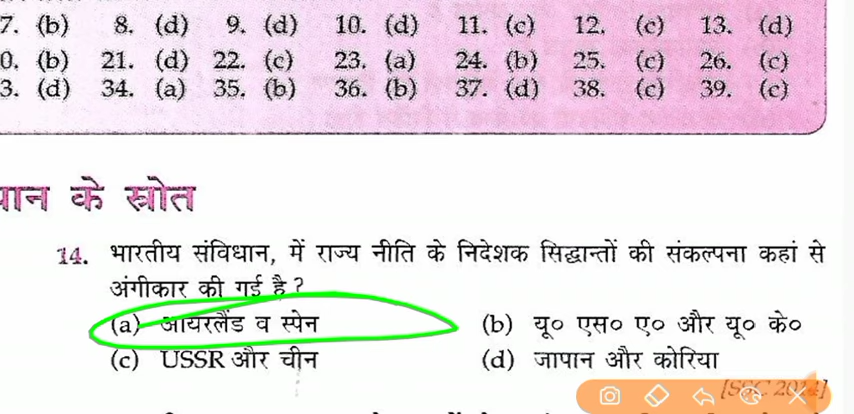 7. (b) 8. (d) 9. (d) 10. (d) 11. (c) 12. (c) 13. (d)
0. (b) 21. (d) 22. (c) 23. (a) 24. (b) 25. (c) 26. (c)
3. (d) 34. (a) 35. (b) 36. (b) 37. (d) 38. (c) 39. (c)
के स्रोत
14. भारतीय संविधान, में राज्य नीति के निदेशक सिद्धान्तों की संकल्पना कहां से
अंगीकार की गई है ?
(a) आयरलैंड व स्पेन (b) यू० एस० ए० और यू० के०
(c) USSR और चीन (d) जापान और कोरिया